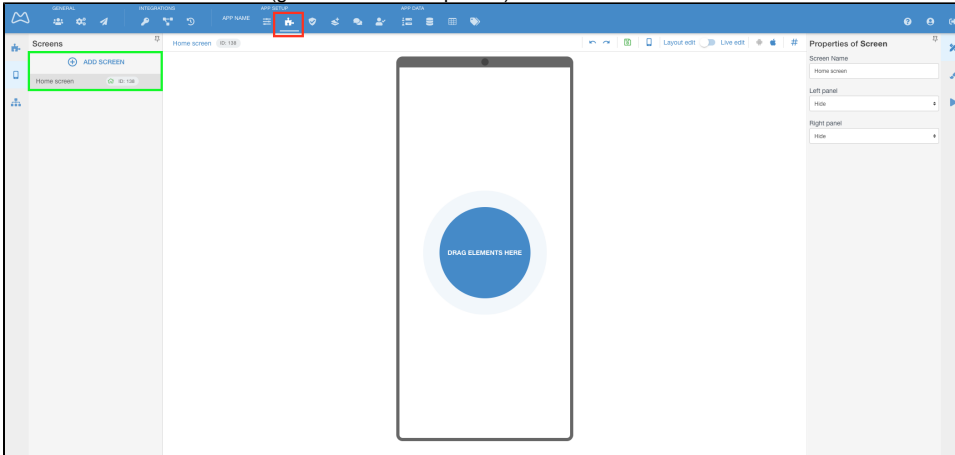 GENERAL
INTEGRATIONS
APP SETUP
APP DATA
APP NAME
Screens
ADD SCREEN
Home screen ID: 138
Home screen ID: 138
Layout edit Live edit
DRAG ELEMENTS HERE
Properties of Screen
Screen Name
Home screen
Left panel
Hide
Right panel
Hide